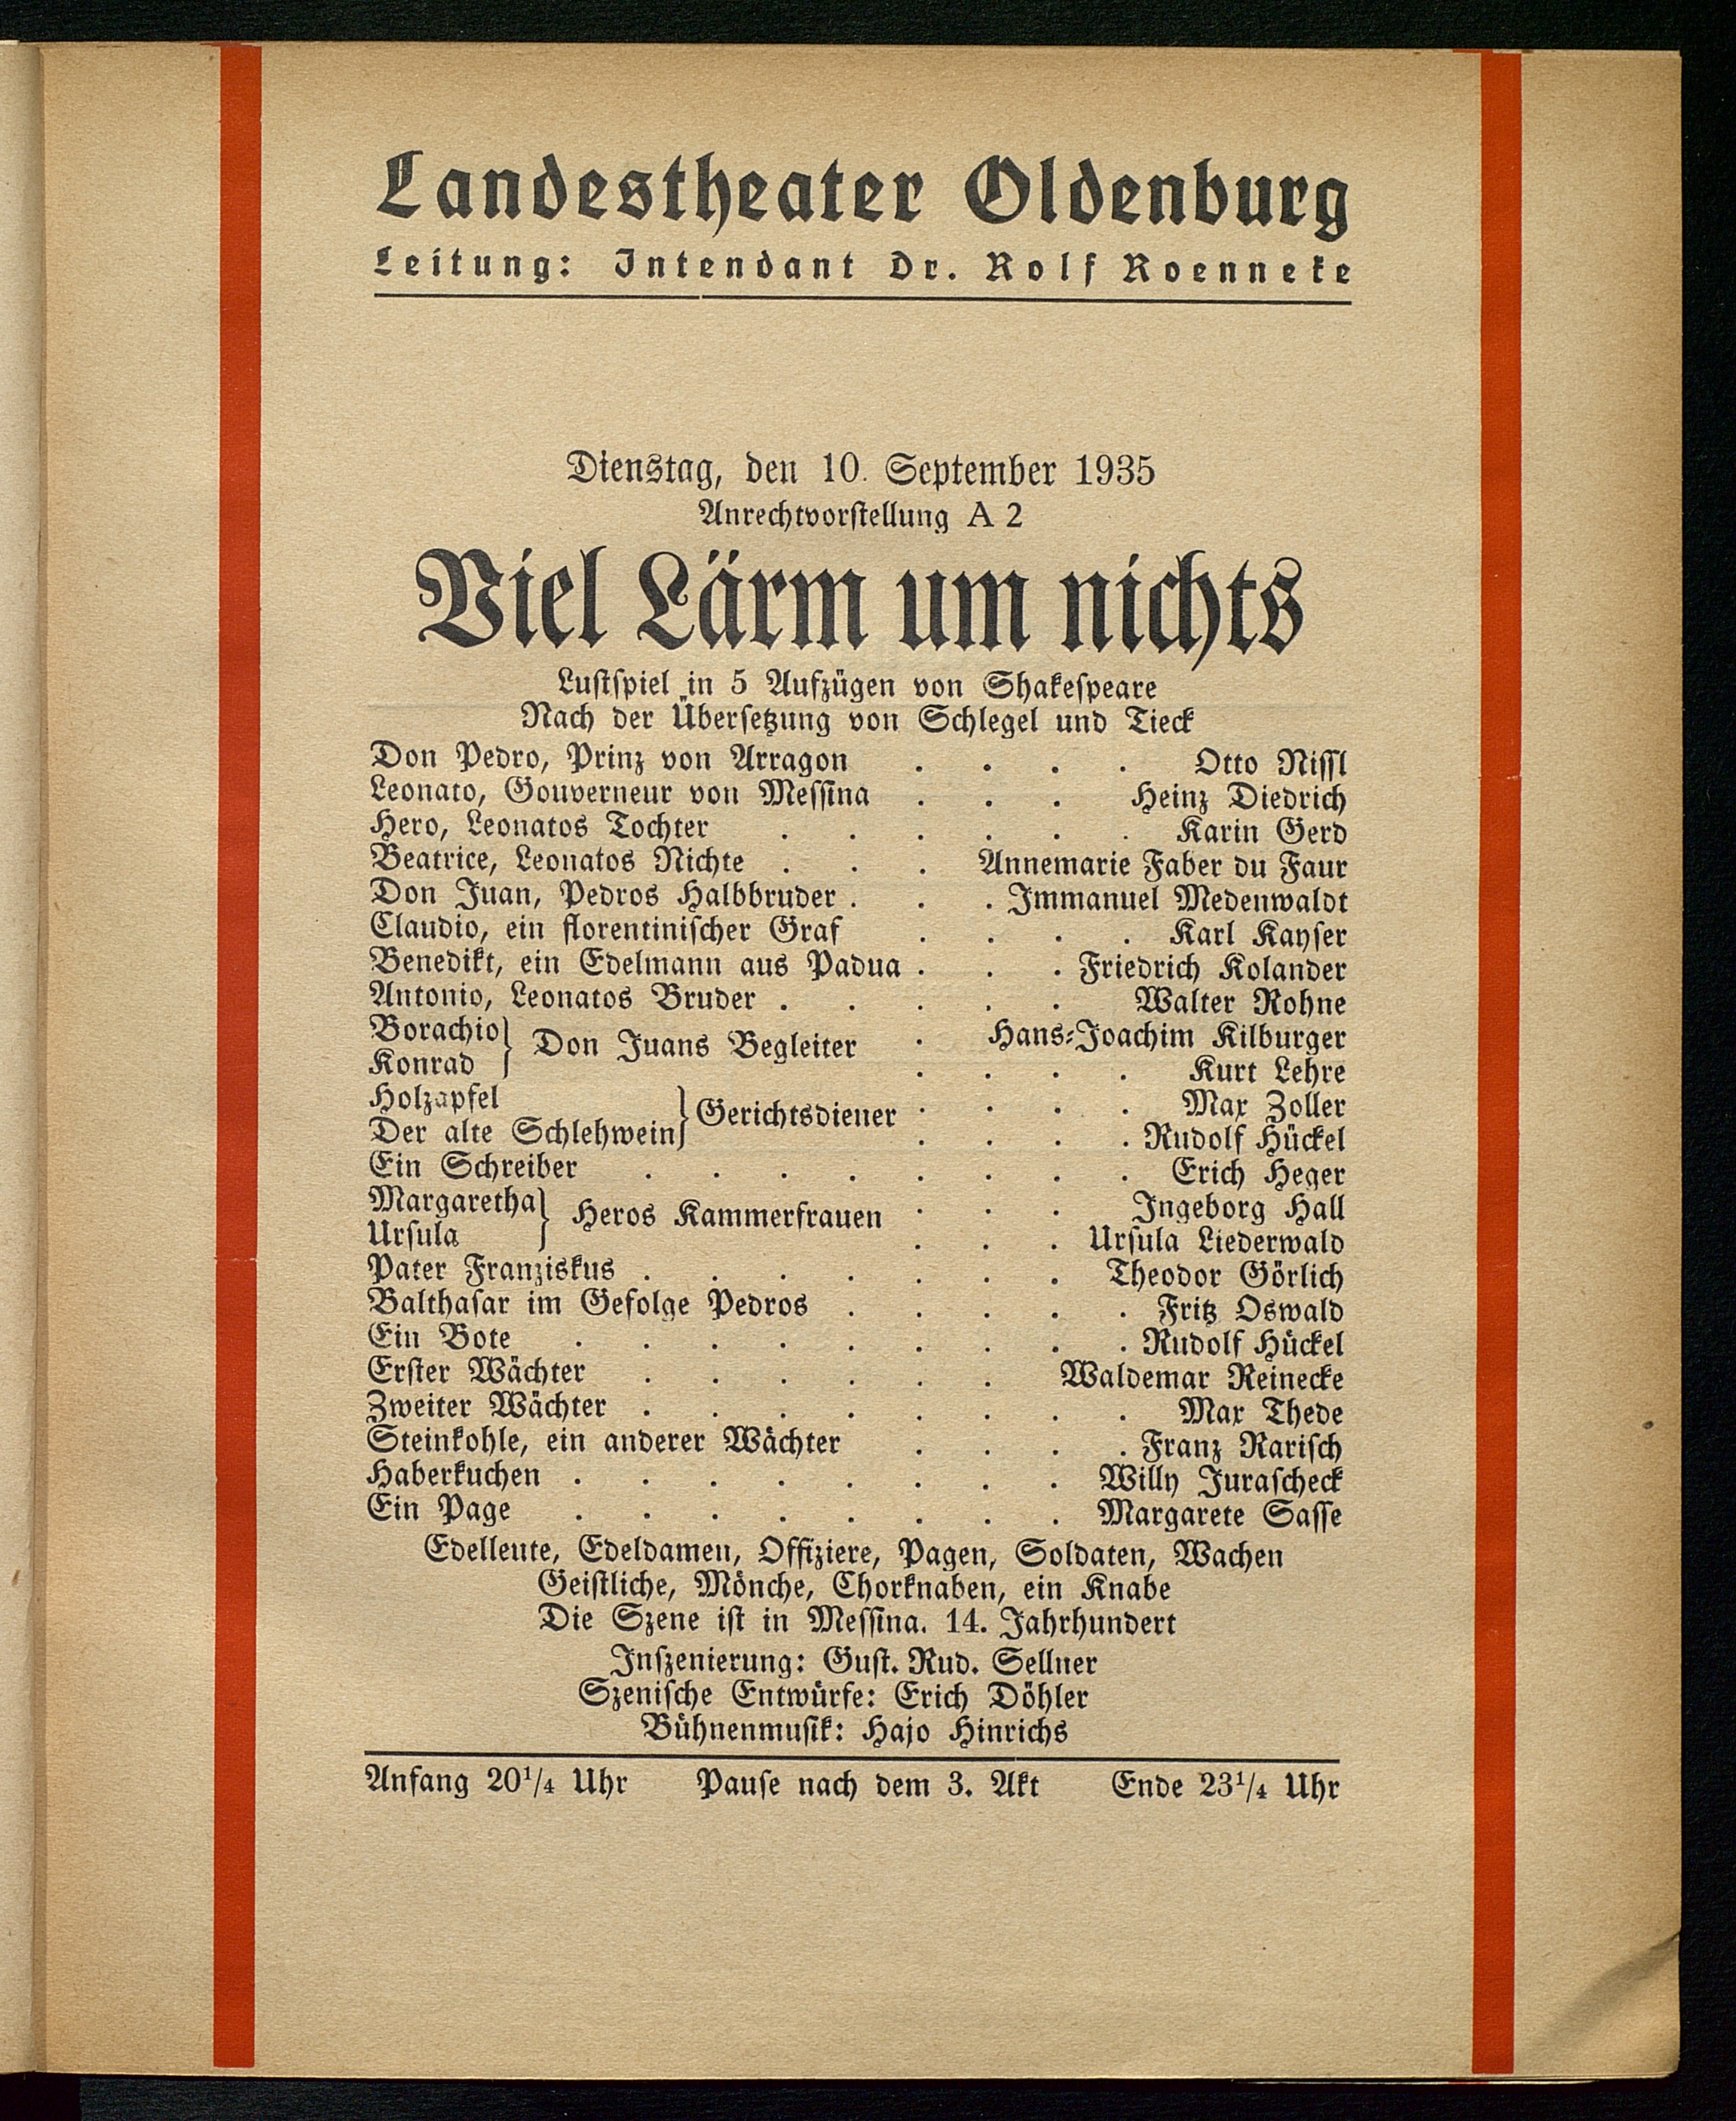 Landestheater Oldenburg
Leitung: Intendant Dr. Rolf Roenneke
Dienstag, den 10. September 1935
Anrechtvorstellung A 2
Viel Lärm um nichts
Lustspiel in 5 Aufzügen von Shakespeare
Nach der Übersetzung von Schlegel und Tieck
Don Pedro, Prinz von Arragon . . . . Otto Nissl
Leonato, Gouverneur von Messina . . . Heinz Diedrich
Hero, Leonatos Tochter . . . . . . Karin Gerd
Beatrice, Leonatos Nichte . . . Annemarie Faber du Faur
Don Juan, Pedros Halbbruder . . . Immanuel Medenwaldt
Claudio, ein florentinischer Graf . . . . Karl Kayser
Benedikt, ein Edelmann aus Padua . . . Friedrich Kolander
Antonio, Leonatos Bruder . . . . . Walter Rohne
Borachio } Don Juans Begleiter . Hans-Joachim Kilburger
Konrad } . . . . Kurt Lehre
Holzapfel } Gerichtsdiener . . . . Max Zoller
Der alte Schlehwein } . . . . Rudolf Hückel
Ein Schreiber . . . . . . . . Erich Heger
Margaretha } Heros Kammerfrauen . . . Ingeborg Hall
Ursula } . . . Ursula Liederwald
Pater Franziskus . . . . . . . Theodor Görlich
Balthasar im Gefolge Pedros . . . . . Fritz Oswald
Ein Bote . . . . . . . . . Rudolf Hückel
Erster Wächter . . . . . . Waldemar Reinecke
Zweiter Wächter . . . . . . . . Max Thede
Steinkohle, ein anderer Wächter . . . . Franz Rarisch
Haberkuchen . . . . . . . . Willy Jurascheck
Ein Page . . . . . . . . Margarete Sasse
Edelleute, Edeldamen, Offiziere, Pagen, Soldaten, Wachen
Geistliche, Mönche, Chorknaben, ein Knabe
Die Szene ist in Messina. 14. Jahrhundert
Inszenierung: Gust. Rud. Sellner
Szenische Entwürfe: Erich Döhler
Bühnenmusik: Hajo Hinrichs
Anfang 20¹/₄ Uhr Pause nach dem 3. Akt Ende 23¹/₄ Uhr